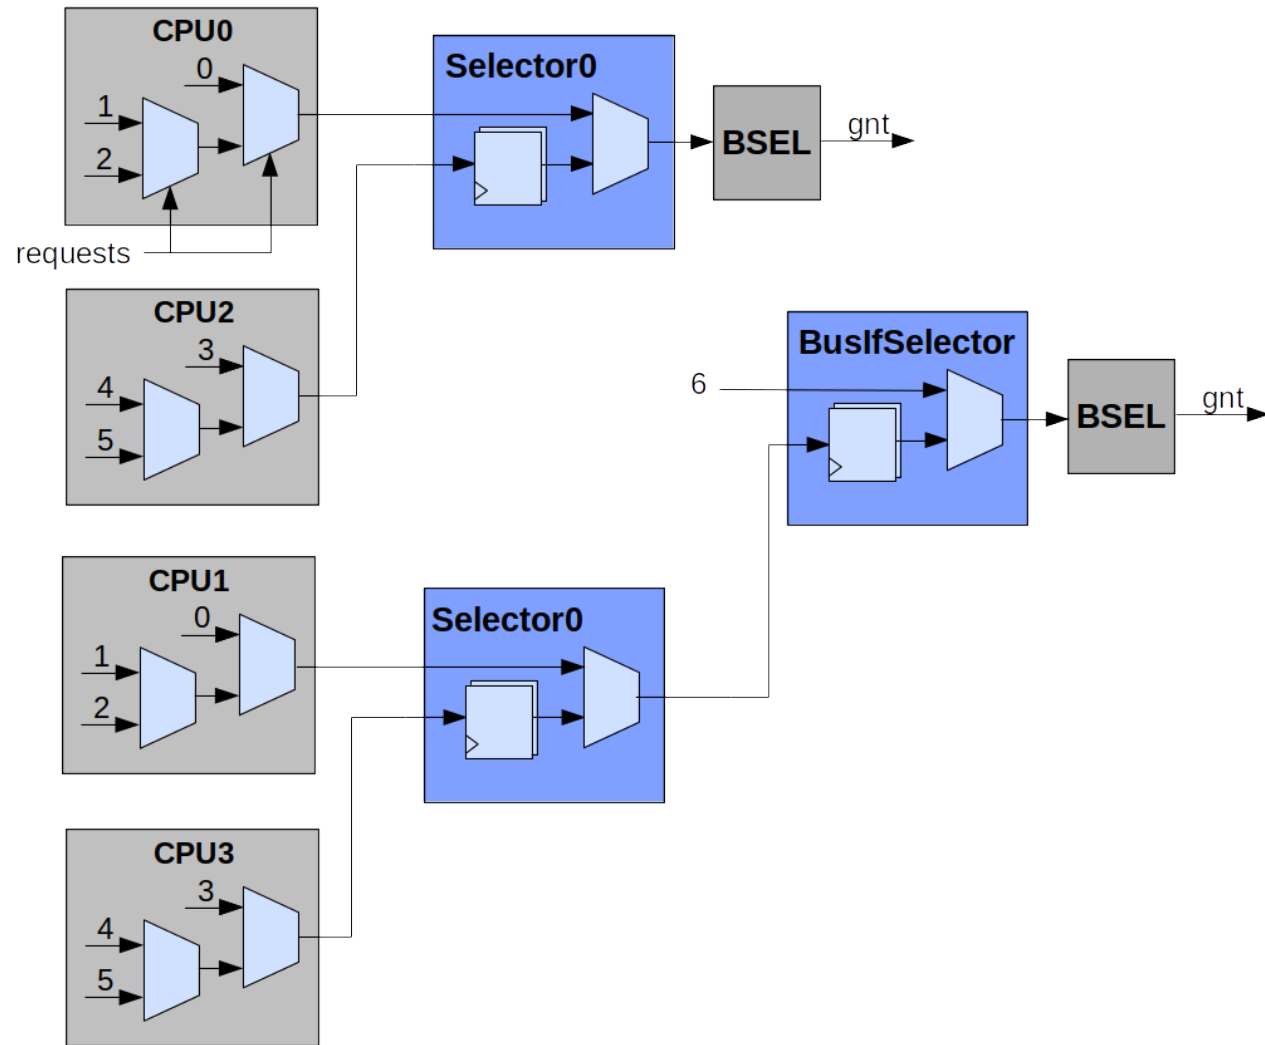 CPU0
0
1
2
requests
Selector0
BSEL
gnt
CPU2
3
4
5
BusIfSelector
6
BSEL
gnt
CPU1
0
1
2
Selector0
CPU3
3
4
5